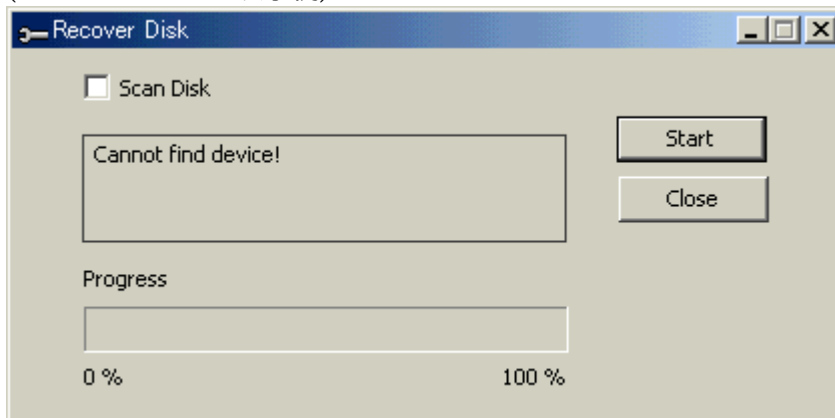 Recover Disk
Scan Disk
Cannot find device!
Start
Close
Progress
0 %
100 %